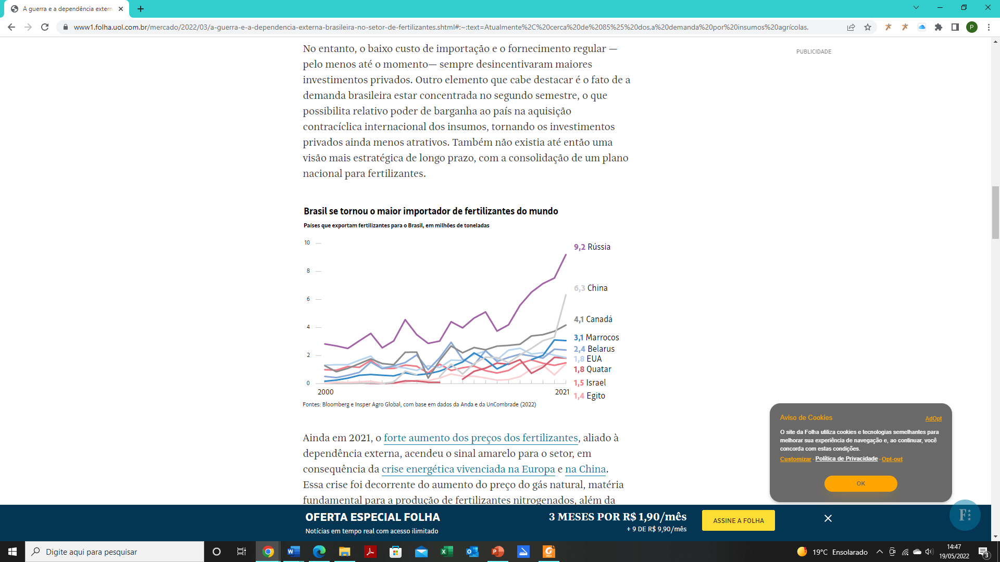 A guerra e a dependência extern
www1.folha.uol.com.br/mercado/2022/03/a-guerra-e-a-dependencia-externa-brasileira-no-setor-de-fertilizantes.shtml#:~:text=Atualmente%2C%20cerca%20de%2085%25%20dos,a%20demanda%20por%20insumos%20agrícolas.
P
No entanto, o baixo custo de importação e o fornecimento regular —
pelo menos até o momento— sempre desincentivaram maiores
investimentos privados. Outro elemento que cabe destacar é o fato de a
demanda brasileira estar concentrada no segundo semestre, o que
possibilita relativo poder de barganha ao país na aquisição
contracíclica internacional dos insumos, tornando os investimentos
privados ainda menos atrativos. Também não existia até então uma
visão mais estratégica de longo prazo, com a consolidação de um plano
nacional para fertilizantes.
PUBLICIDADE
Brasil se tornou o maior importador de fertilizantes do mundo
Países que exportam fertilizantes para o Brasil, em milhões de toneladas
10
8
6
4
2
0
2000
2021
9,2 Rússia
6,3 China
4,1 Canadá
3,1 Marrocos
2,4 Belarus
1,8 EUA
1,8 Quatar
1,5 Israel
1,4 Egito
Fontes: Bloomberg e Insper Agro Global, com base em dados da Anda e da UnCombrade (2022)
Ainda em 2021, o forte aumento dos preços dos fertilizantes, aliado à
dependência externa, acendeu o sinal amarelo para o setor, em
consequência da crise energética vivenciada na Europa e na China.
Essa crise foi decorrente do aumento do preço do gás natural, matéria
fundamental para a produção de fertilizantes nitrogenados, além da
Aviso de Cookies
AdOpt
O site da Folha utiliza cookies e tecnologias semelhantes para
melhorar sua experiência de navegação e, ao continuar, você
concorda com estas condições.
Customizar - Política de Privacidade - Opt-out
OK
OFERTA ESPECIAL FOLHA
Notícias em tempo real com acesso ilimitado
3 MESES POR R$ 1,90/mês
+ 9 DE R$ 9,90/mês
ASSINE A FOLHA
F
Digite aqui para pesquisar
19°C Ensolarado
14:47
19/05/2022
3